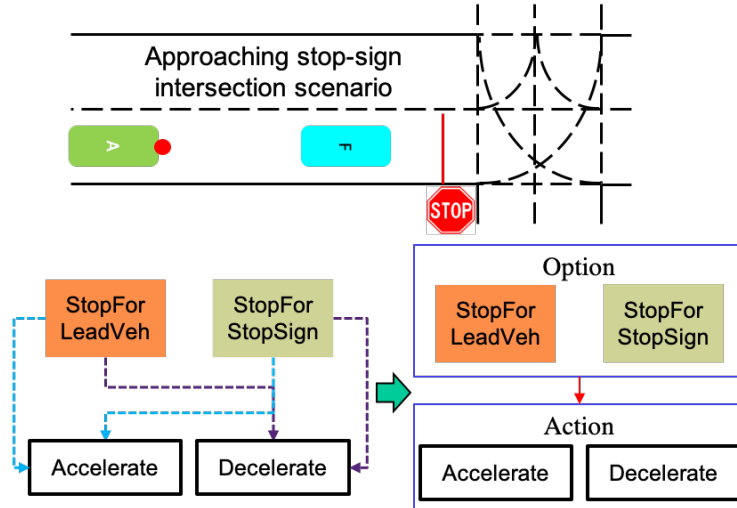 Approaching stop-sign
intersection scenario
A
F
STOP
StopFor
LeadVeh
StopFor
StopSign
Accelerate
Decelerate
Option
StopFor
LeadVeh
StopFor
StopSign
Action
Accelerate
Decelerate